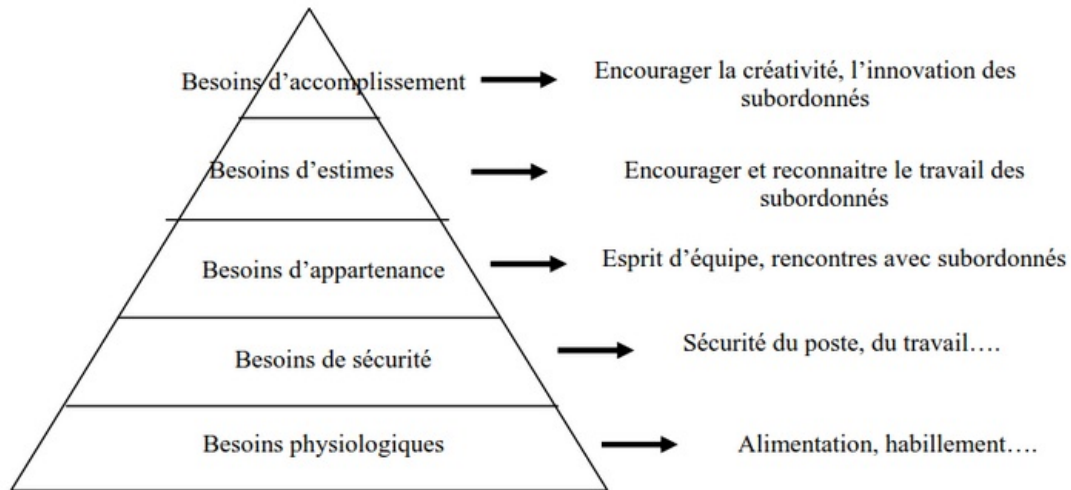 Besoins d'accomplissement
Encourager la créativité, l'innovation des
subordonnés
Besoins d'estimes
Encourager et reconnaitre le travail des
subordonnés
Besoins d'appartenance
Esprit d'équipe, rencontres avec subordonnés
Besoins de sécurité
Sécurité du poste, du travail….
Besoins physiologiques
Alimentation, habillement….